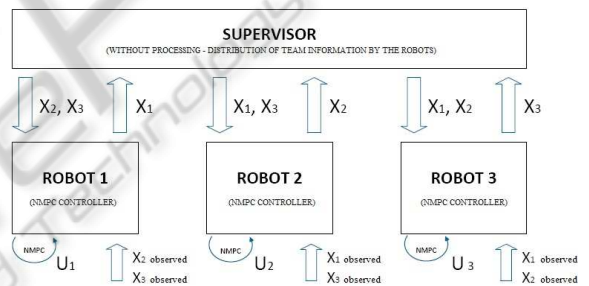 SUPERVISOR
(WITHOUT PROCESSING - DISTRIBUTION OF TEAM INFORMATION BY THE ROBOTS)
X2, X3 X1 X1, X3 X2 X1, X2 X3
ROBOT 1 ROBOT 2 ROBOT 3
(NMPC CONTROLLER) (NMPC CONTROLLER) (NMPC CONTROLLER)
NMPC U1 X2 observed NMPC U2 X1 observed NMPC U 3 X1 observed
X3 observed X3 observed X2 observed